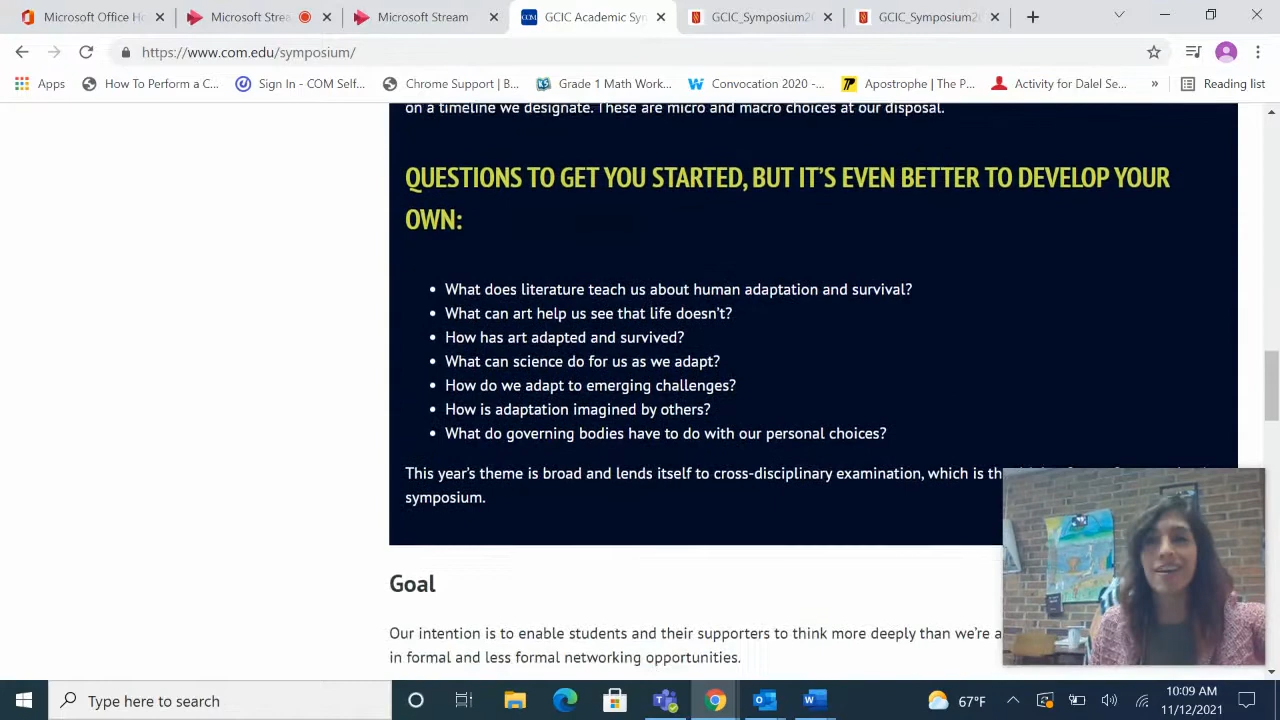 Microsoft Office Ho
Microsoft Stre
Microsoft Stream
GCIC Academic Sy
GCIC_Symposium2
GCIC_Symposium2
https://www.com.edu/symposium/
Apps
How To Perform a C...
Sign In - COM Self...
Chrome Support | B...
Grade 1 Math Work...
Convocation 2020 -...
Apostrophe | The P...
Activity for Dalel Se...
»
Reading list
on a timeline we designate. These are micro and macro choices at our disposal.
QUESTIONS TO GET YOU STARTED, BUT IT’S EVEN BETTER TO DEVELOP YOUR
OWN:
• What does literature teach us about human adaptation and survival?
• What can art help us see that life doesn’t?
• How has art adapted and survived?
• What can science do for us as we adapt?
• How do we adapt to emerging challenges?
• How is adaptation imagined by others?
• What do governing bodies have to do with our personal choices?
This year’s theme is broad and lends itself to cross-disciplinary examination, which is th
symposium.
Goal
Our intention is to enable students and their supporters to think more deeply than we’re a
in formal and less formal networking opportunities.
Type here to search
67°F
10:09 AM
11/12/2021